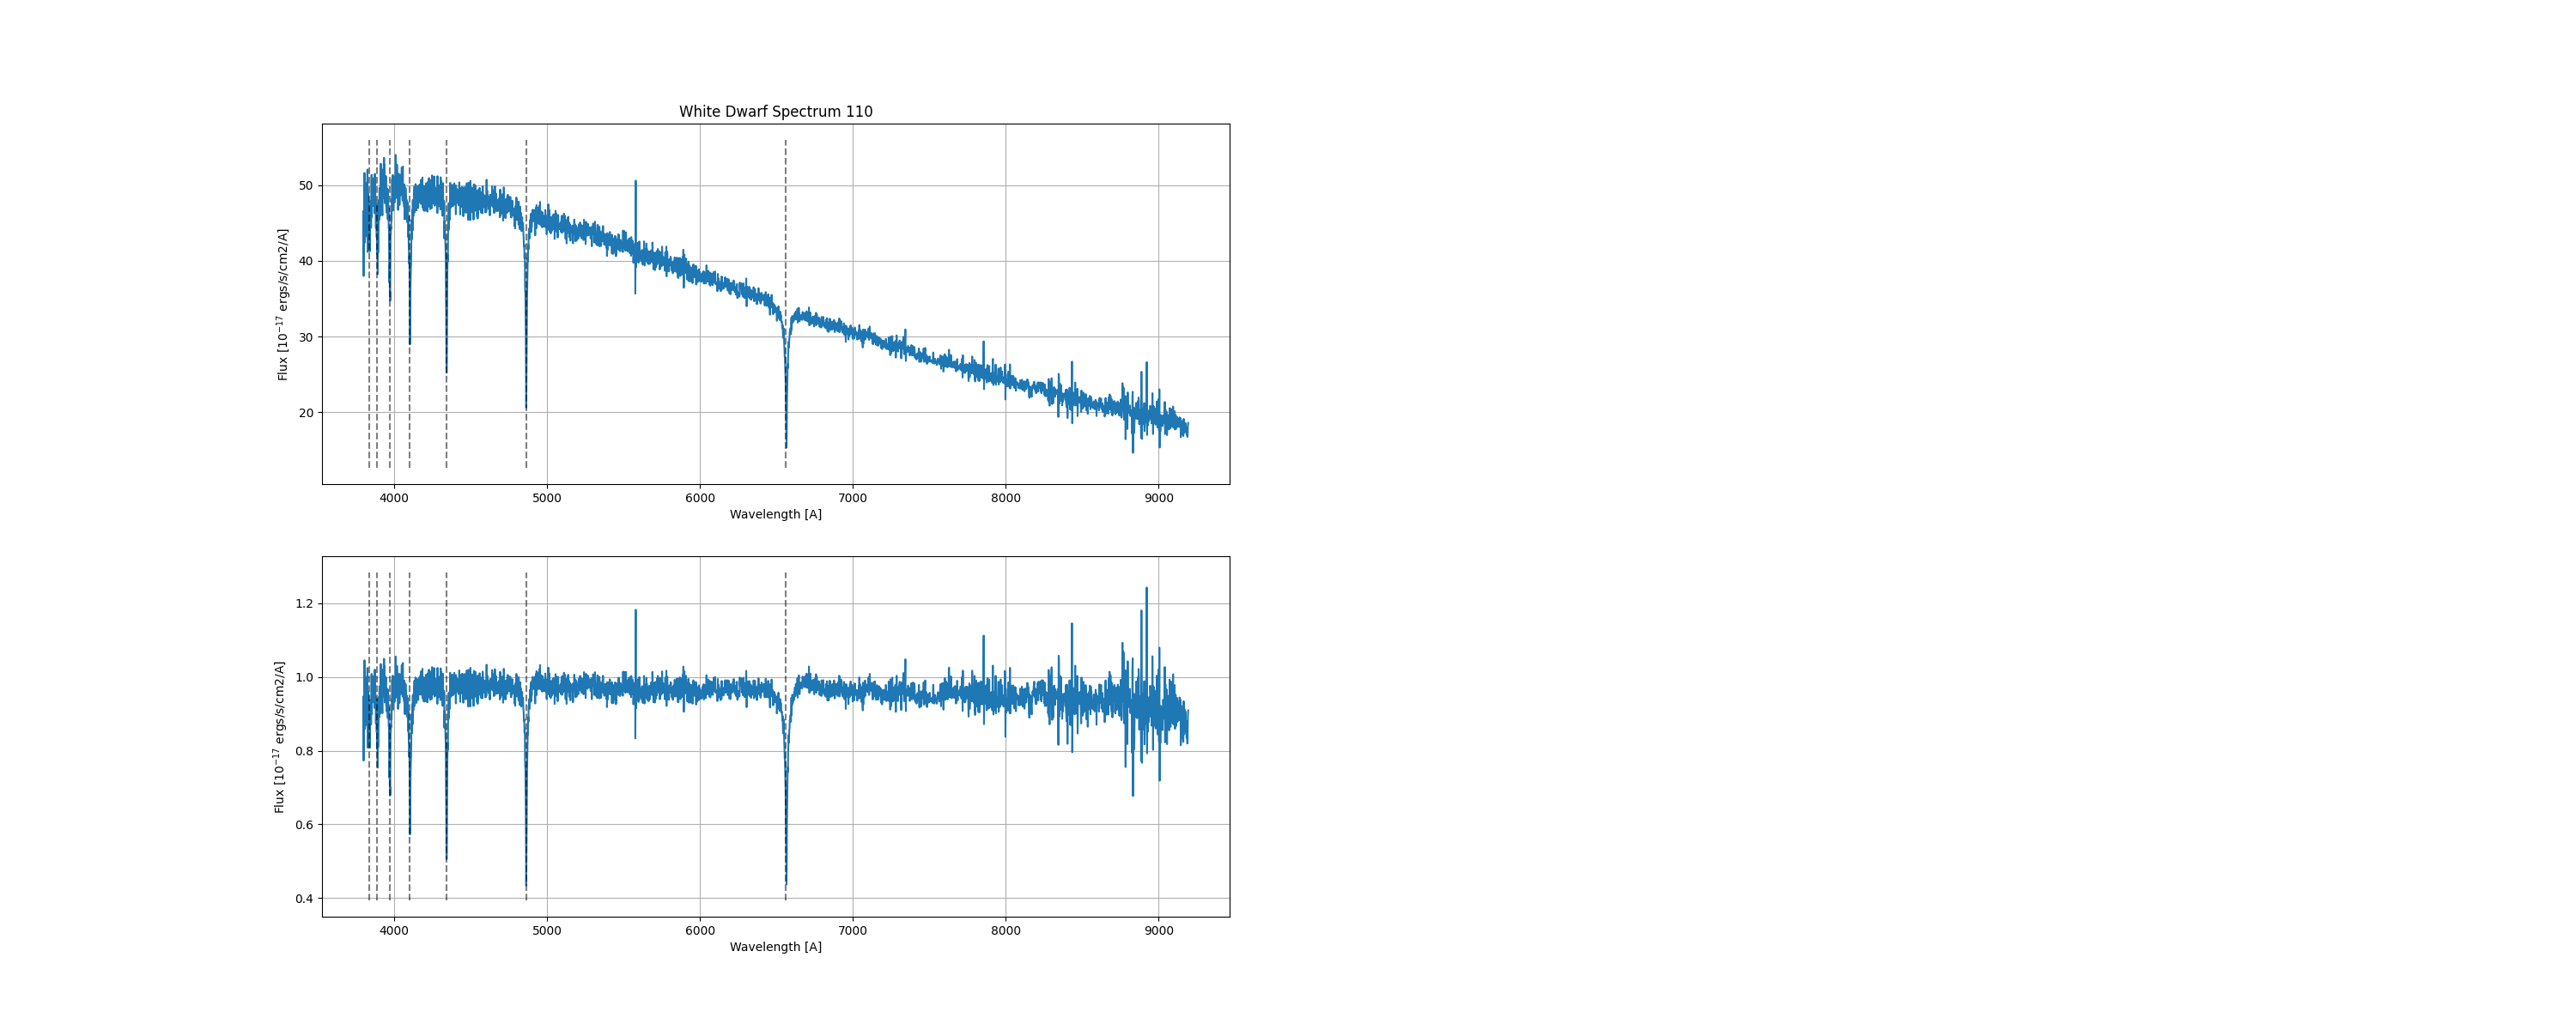 White Dwarf Spectrum 110
Flux [10⁻¹⁷ ergs/s/cm2/A]
50
40
30
20
4000 5000 6000 7000 8000 9000
Wavelength [A]
Flux [10⁻¹⁷ ergs/s/cm2/A]
1.2
1.0
0.8
0.6
0.4
4000 5000 6000 7000 8000 9000
Wavelength [A]